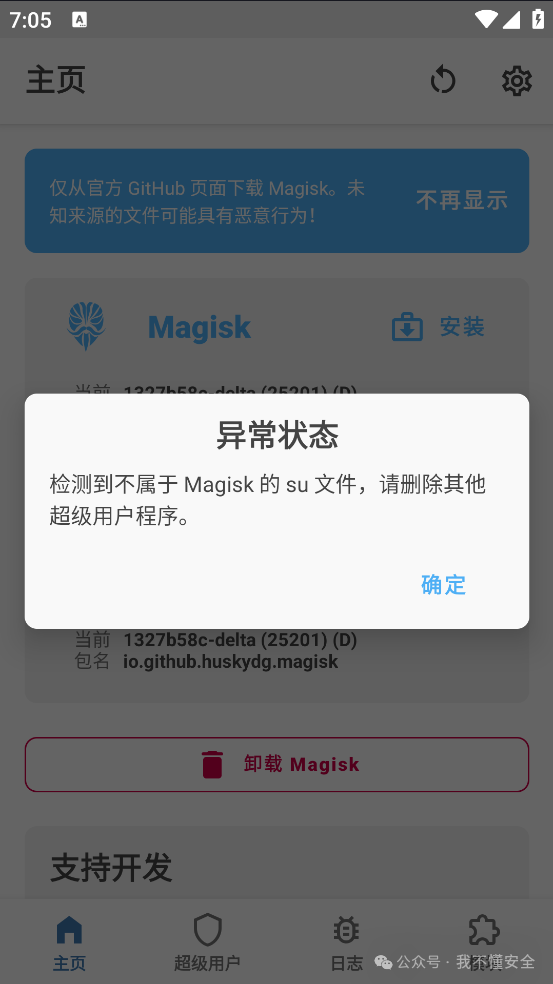 7:05
A
主页
仅从官方 GitHub 页面下载 Magisk。未
知来源的文件可能具有恶意行为！
不再显示
Magisk
安装
当前 1327b58c-delta (25201) (D)
异常状态
检测到不属于 Magisk 的 su 文件，请删除其他
超级用户程序。
确定
当前 1327b58c-delta (25201) (D)
包名 io.github.huskydg.magisk
卸载 Magisk
支持开发
主页
超级用户
日志
公众号 · 我不懂安全